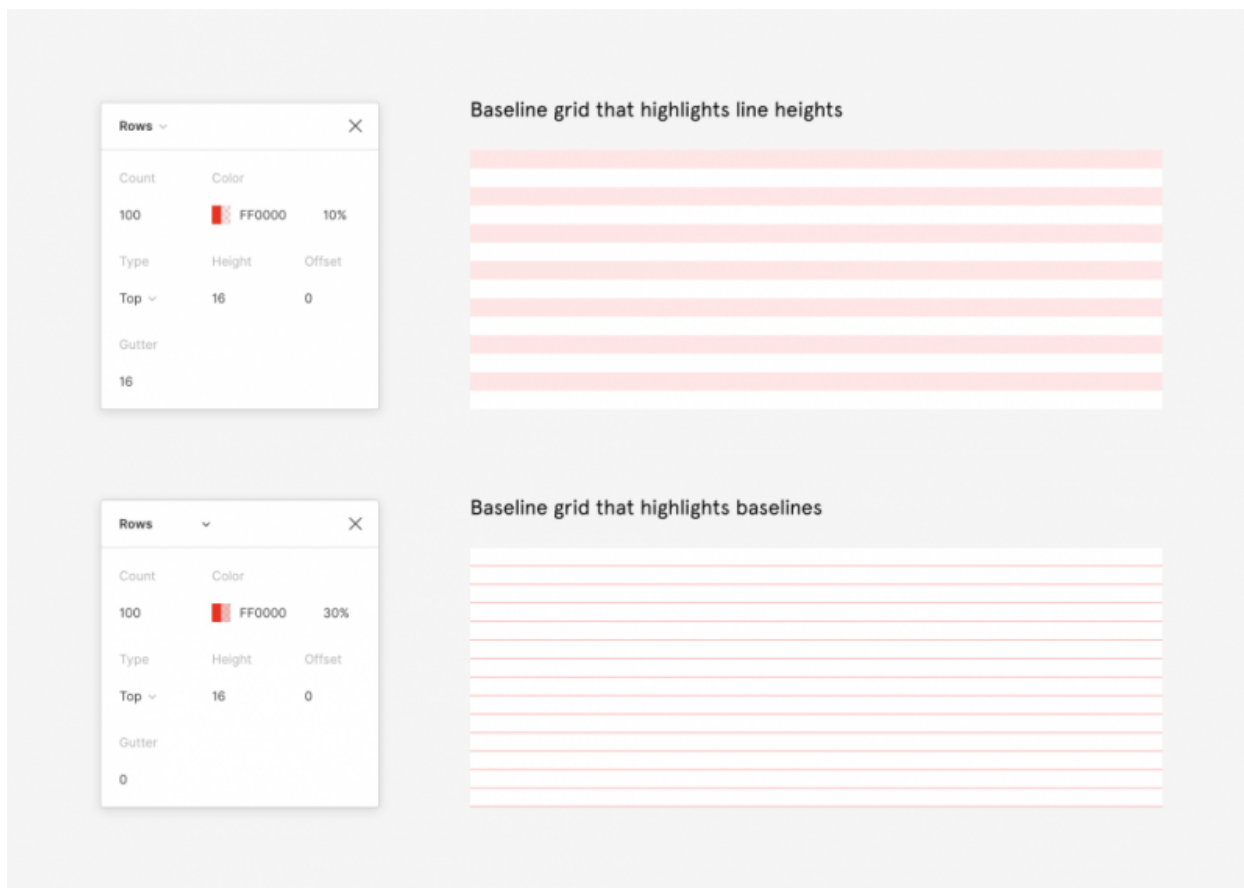 Rows
Count Color
100 FF0000 10%
Type Height Offset
Top 16 0
Gutter
16
Baseline grid that highlights line heights
Rows
Count Color
100 FF0000 30%
Type Height Offset
Top 16 0
Gutter
0
Baseline grid that highlights baselines